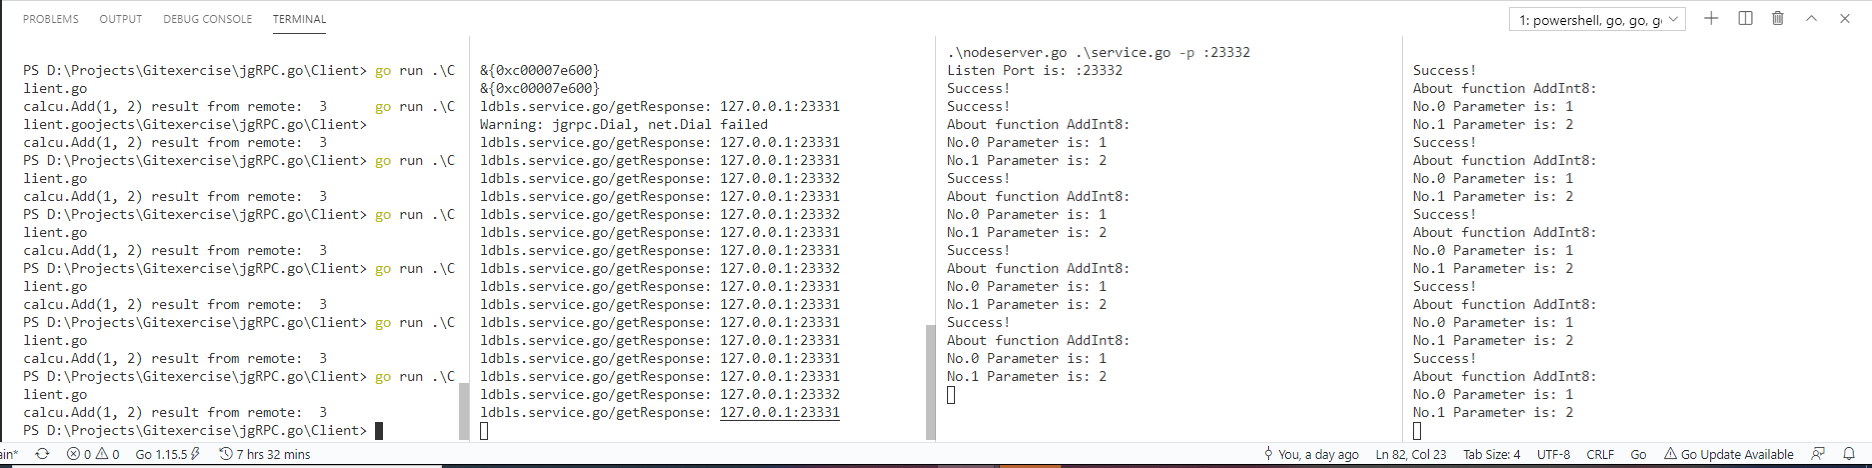 PROBLEMS OUTPUT DEBUG CONSOLE TERMINAL
1: powershell, go, go, g
PS D:\Projects\Gitexercise\jgRPC.go\Client> go run .\C
lient.go
calcu.Add(1, 2) result from remote:  3      go run .\C
lient.goojects\Gitexercise\jgRPC.go\Client>
calcu.Add(1, 2) result from remote:  3
PS D:\Projects\Gitexercise\jgRPC.go\Client> go run .\C
lient.go
calcu.Add(1, 2) result from remote:  3
PS D:\Projects\Gitexercise\jgRPC.go\Client> go run .\C
lient.go
calcu.Add(1, 2) result from remote:  3
PS D:\Projects\Gitexercise\jgRPC.go\Client> go run .\C
lient.go
calcu.Add(1, 2) result from remote:  3
PS D:\Projects\Gitexercise\jgRPC.go\Client> go run .\C
lient.go
calcu.Add(1, 2) result from remote:  3
PS D:\Projects\Gitexercise\jgRPC.go\Client> go run .\C
lient.go
calcu.Add(1, 2) result from remote:  3
PS D:\Projects\Gitexercise\jgRPC.go\Client>
&{0xc00007e600}
&{0xc00007e600}
ldbls.service.go/getResponse: 127.0.0.1:23331
Warning: jgrpc.Dial, net.Dial failed
ldbls.service.go/getResponse: 127.0.0.1:23331
ldbls.service.go/getResponse: 127.0.0.1:23331
ldbls.service.go/getResponse: 127.0.0.1:23332
ldbls.service.go/getResponse: 127.0.0.1:23331
ldbls.service.go/getResponse: 127.0.0.1:23332
ldbls.service.go/getResponse: 127.0.0.1:23331
ldbls.service.go/getResponse: 127.0.0.1:23331
ldbls.service.go/getResponse: 127.0.0.1:23332
ldbls.service.go/getResponse: 127.0.0.1:23331
ldbls.service.go/getResponse: 127.0.0.1:23331
ldbls.service.go/getResponse: 127.0.0.1:23331
ldbls.service.go/getResponse: 127.0.0.1:23331
ldbls.service.go/getResponse: 127.0.0.1:23331
ldbls.service.go/getResponse: 127.0.0.1:23331
ldbls.service.go/getResponse: 127.0.0.1:23332
ldbls.service.go/getResponse: 127.0.0.1:23331
.\nodeserver.go .\service.go -p :23332
Listen Port is: :23332
Success!
Success!
About function AddInt8:
No.0 Parameter is: 1
No.1 Parameter is: 2
Success!
About function AddInt8:
No.0 Parameter is: 1
No.1 Parameter is: 2
Success!
About function AddInt8:
No.0 Parameter is: 1
No.1 Parameter is: 2
Success!
About function AddInt8:
No.0 Parameter is: 1
No.1 Parameter is: 2
Success!
About function AddInt8:
No.0 Parameter is: 1
No.1 Parameter is: 2
Success!
About function AddInt8:
No.0 Parameter is: 1
No.1 Parameter is: 2
Success!
About function AddInt8:
No.0 Parameter is: 1
No.1 Parameter is: 2
Success!
About function AddInt8:
No.0 Parameter is: 1
No.1 Parameter is: 2
Success!
About function AddInt8:
No.0 Parameter is: 1
No.1 Parameter is: 2
ain* 0 0 Go 1.15.5 7 hrs 32 mins You, a day ago Ln 82, Col 23 Tab Size: 4 UTF-8 CRLF Go Go Update Available